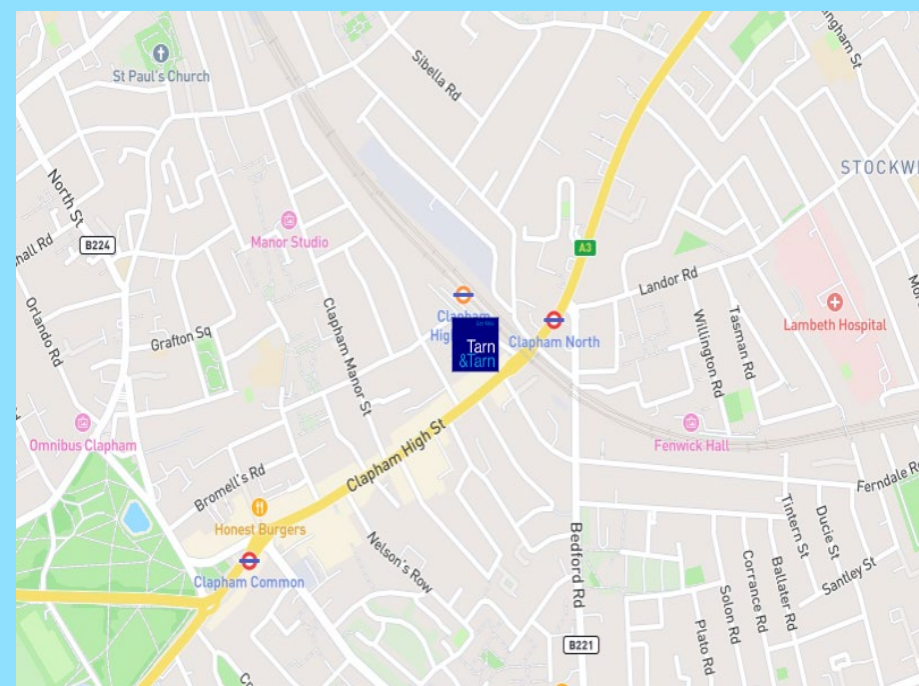 St Paul's Church
Sibella Rd
STOCKWE
North St
Manor Studio
B224
A3
Landor Rd
Orlando Rd
Grafton Sq
Clapham Manor St
Clapham
Hig
Tarn
&Tarn
Clapham North
Willington Rd
Tasman Rd
Lambeth Hospital
Omnibus Clapham
Fenwick Hall
Clapham High St
Bromell's Rd
Ferndale R
Honest Burgers
Nelson's Row
Bedford Rd
Tintern St
Ducie St
Clapham Common
Santley St
Ballater Rd
Corrance Rd
Solon Rd
Plato Rd
B221